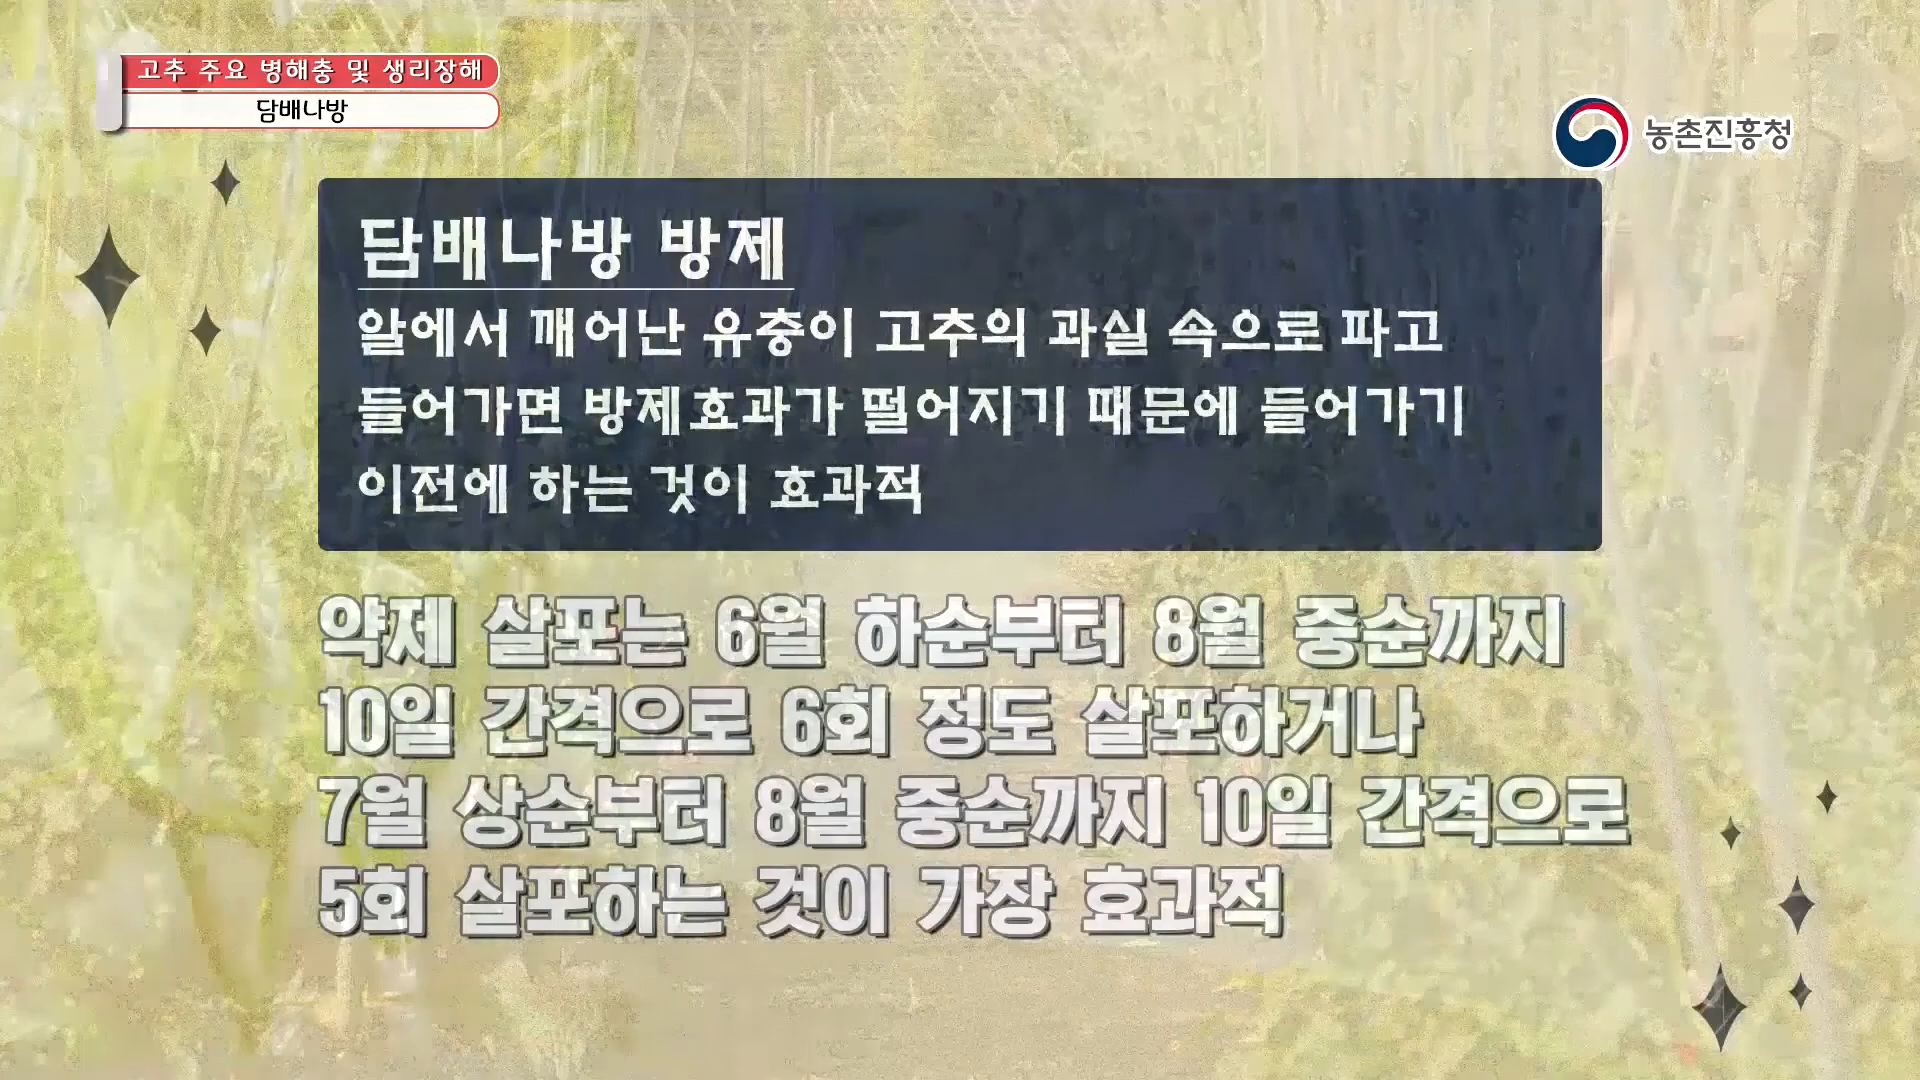 고추 주요 병해충 및 생리장해
담배나방
농촌진흥청
담배나방 방제
알에서 깨어난 유충이 고추의 과실 속으로 파고
들어가면 방제효과가 떨어지기 때문에 들어가기
이전에 하는 것이 효과적
약제 살포는 6월 하순부터 8월 중순까지
10일 간격으로 6회 정도 살포하거나
7월 상순부터 8월 중순까지 10일 간격으로
5회 살포하는 것이 가장 효과적